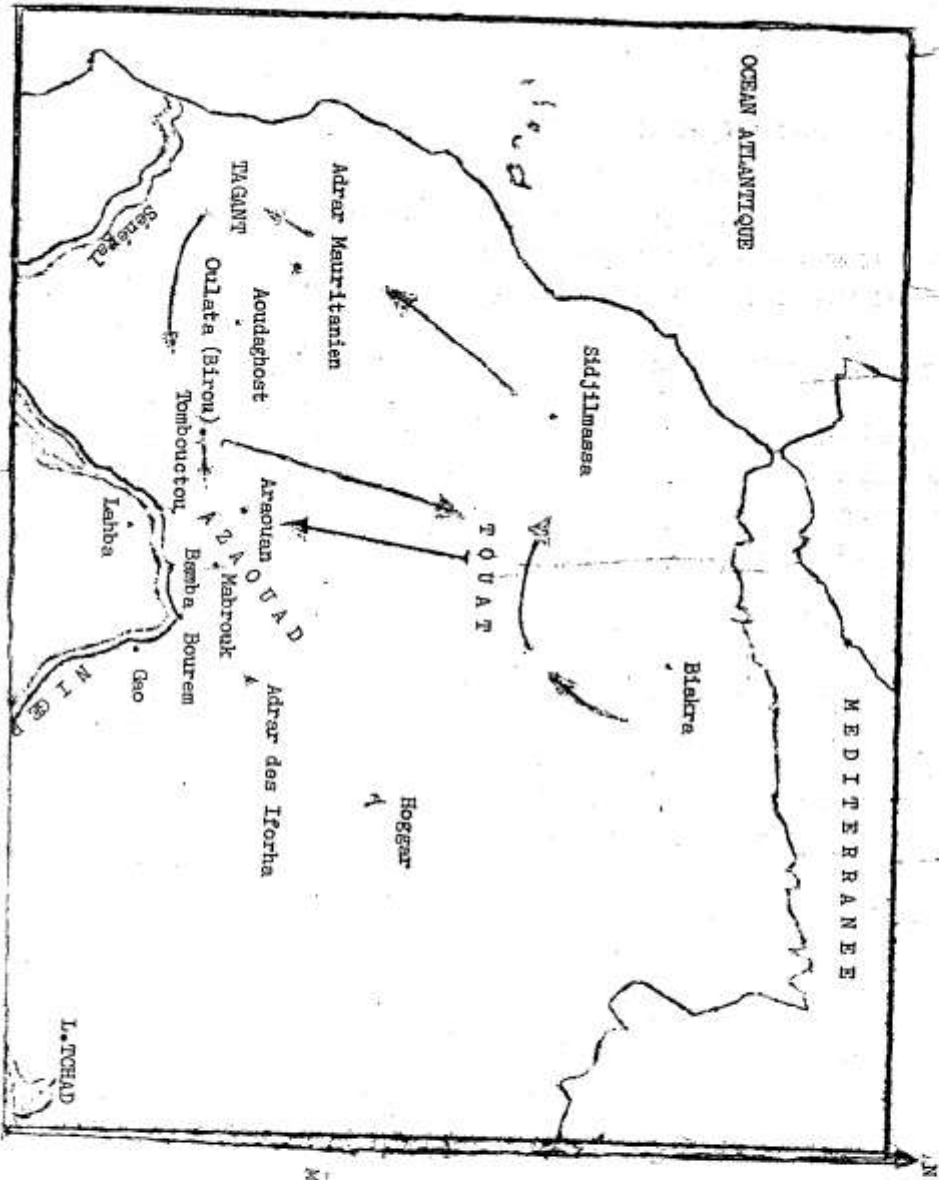 N
OCEAN ATLANTIQUE
MEDITERRANEE
Sidjilmassa
Biskra
TOUAT
Hoggar
Adrar Mauritanien
TAGANT
Aoudaghost
Oulata (Birou)
Araouan
AZAOUAD
Adrar des Iforha
Mabrouk
Tombouctou
Bamba
Bourem
Sénégal
Lahba
Gao
L.TCHAD